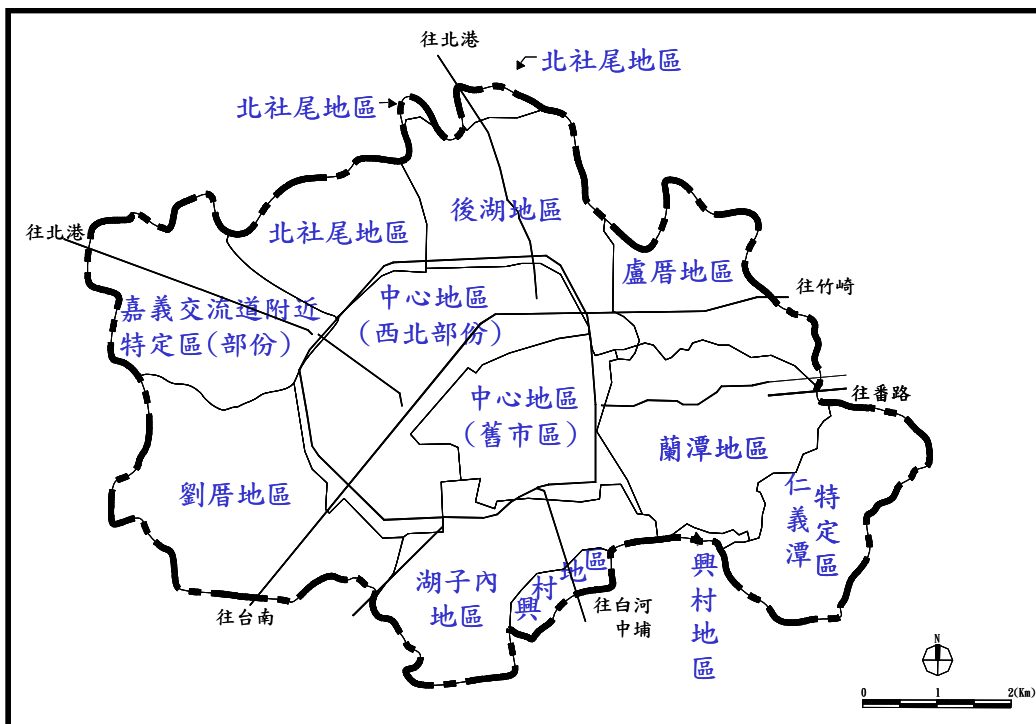 往北港
北社尾地區
北社尾地區
後湖地區
往北港
北社尾地區
盧厝地區
往竹崎
嘉義交流道附近
特定區(部份)
中心地區
(西北部份)
中心地區
(舊市區)
往番路
蘭潭地區
劉厝地區
仁義潭
特定區
湖子內
地區
興村地區
興村地區
往台南
往白河
中埔
N
0 1 2(Km)